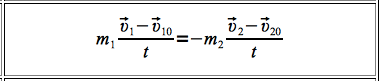 m₁ (v⃗₁ − v⃗₁₀)/t = −m₂ (v⃗₂ − v⃗₂₀)/t